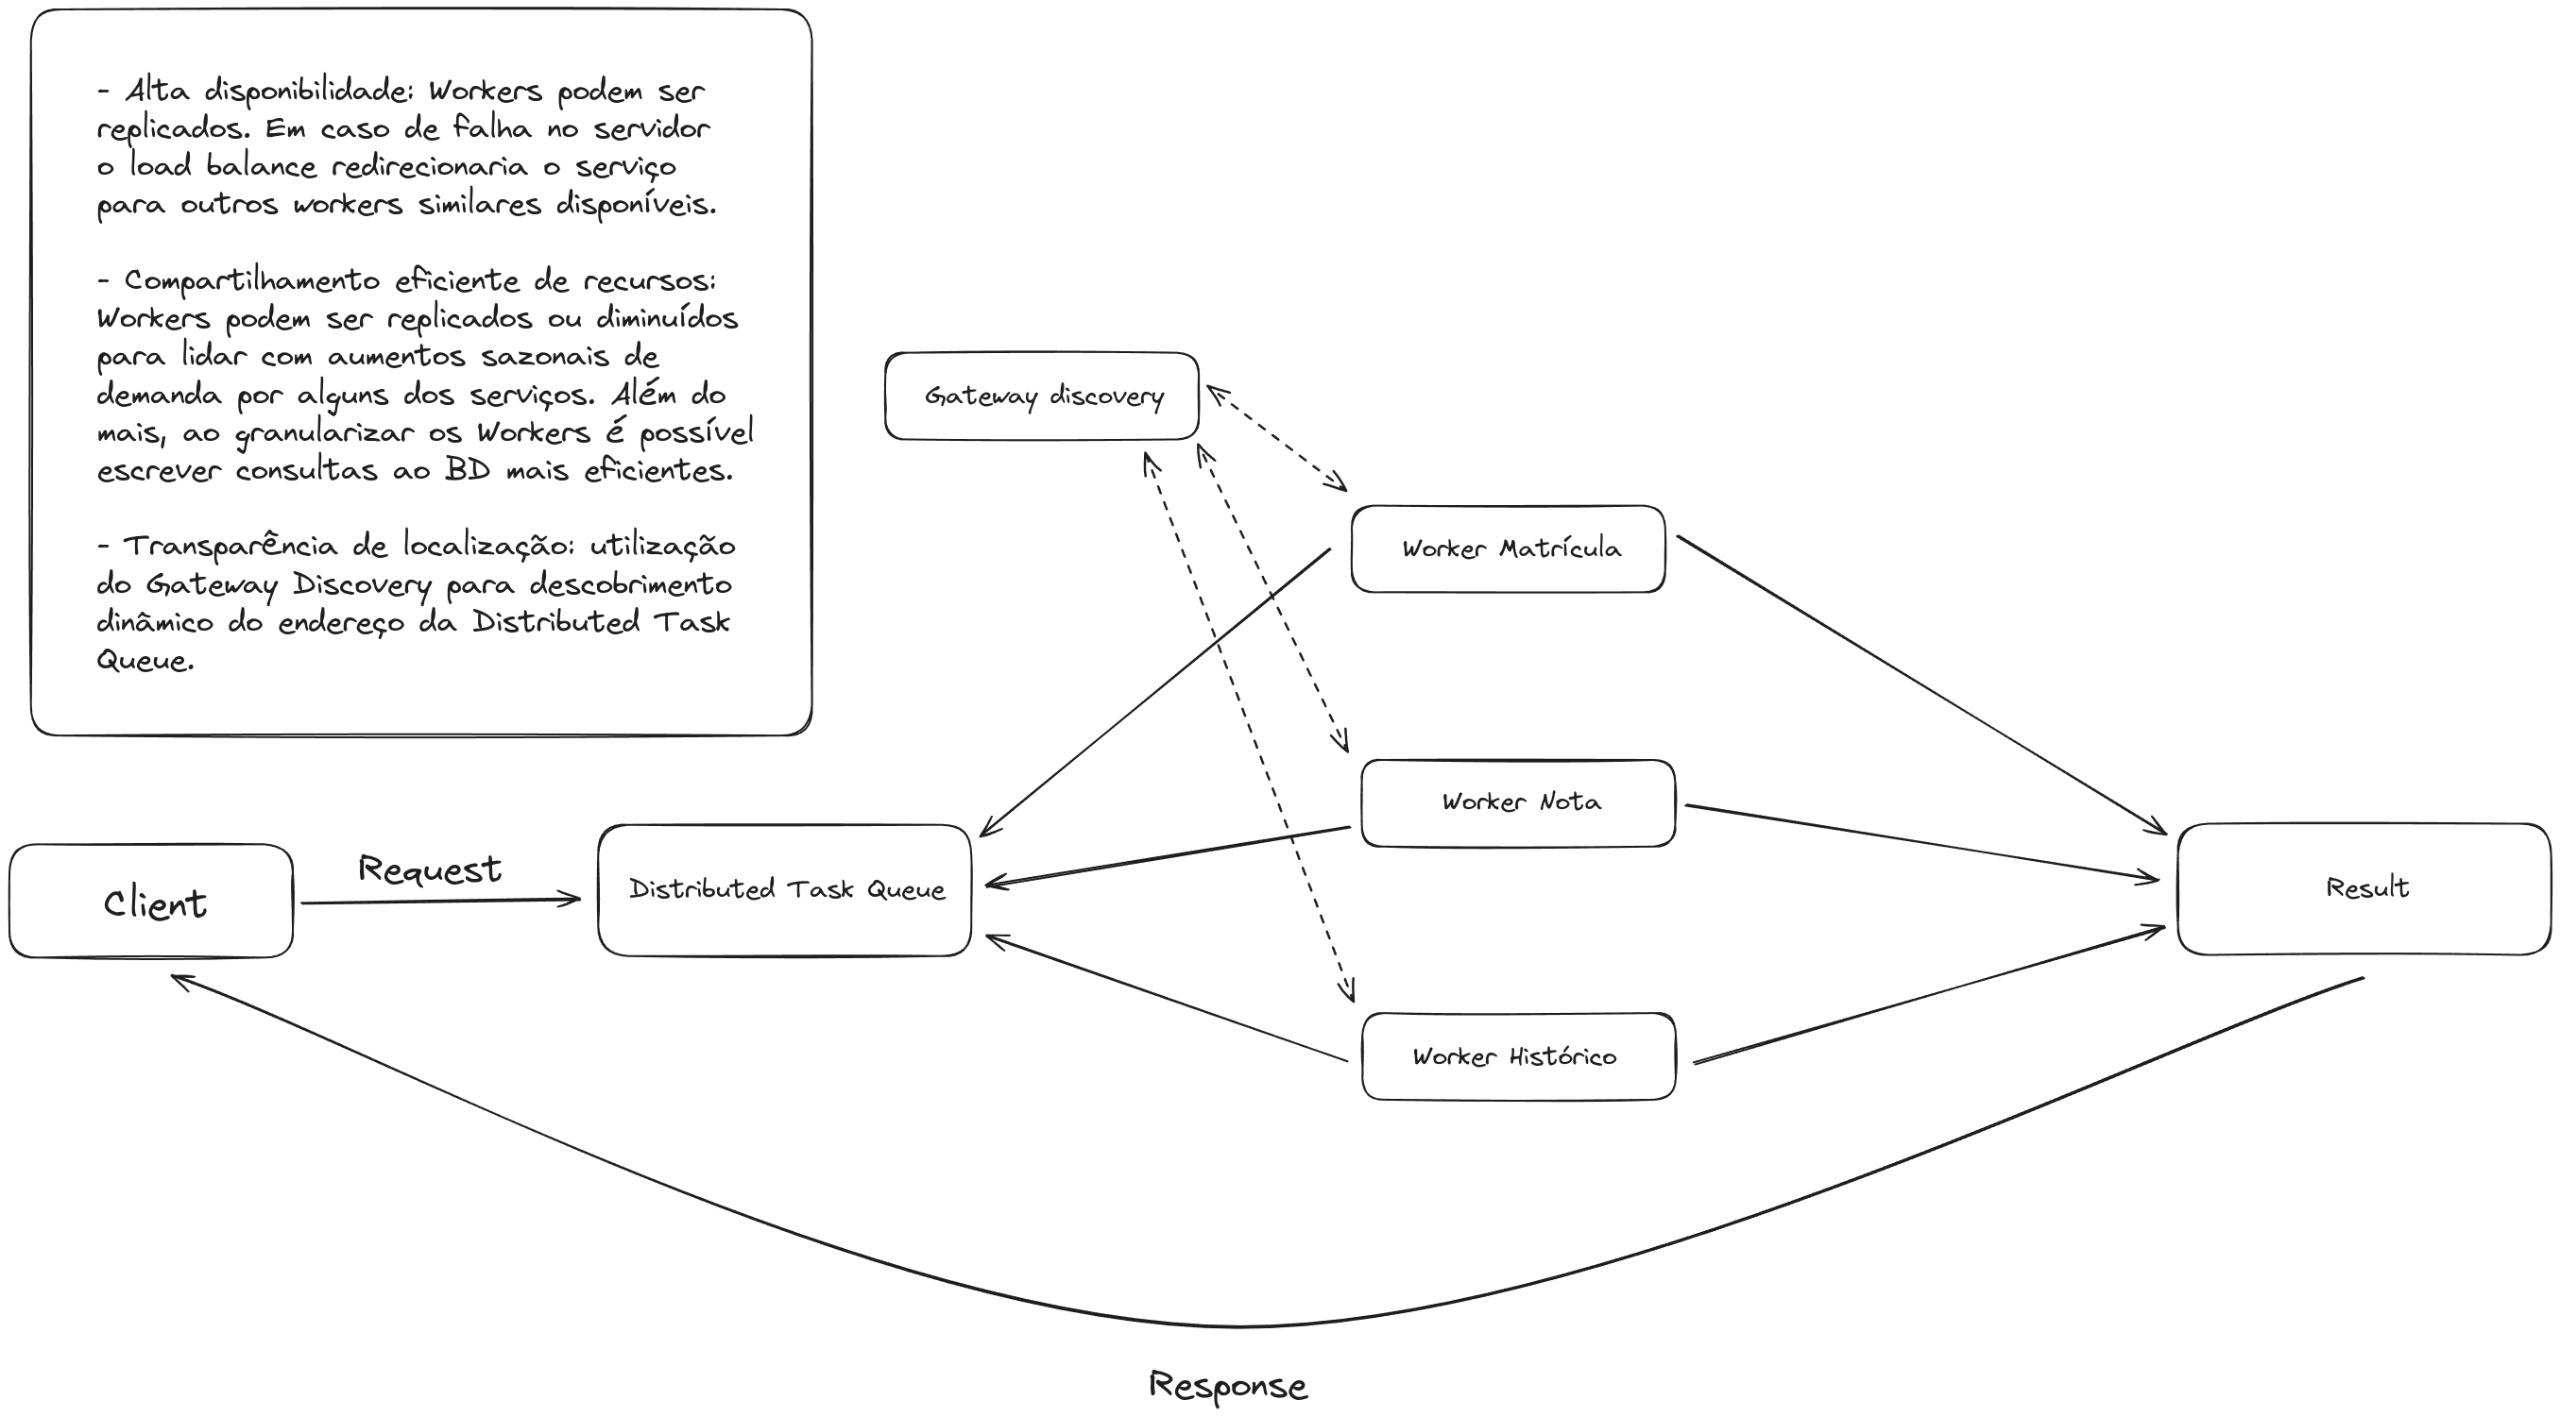 - Alta disponibilidade: Workers podem ser
replicados. Em caso de falha no servidor
o load balance redirecionaria o serviço
para outros workers similares disponíveis.
- Compartilhamento eficiente de recursos:
Workers podem ser replicados ou diminuídos
para lidar com aumentos sazonais de
demanda por alguns dos serviços. Além do
mais, ao granularizar os Workers é possível
escrever consultas ao BD mais eficientes.
- Transparência de localização: utilização
do Gateway Discovery para descobrimento
dinâmico do endereço da Distributed Task
Queue.
Gateway discovery
Worker Matrícula
Worker Nota
Client
Request
Distributed Task Queue
Result
Worker Histórico
Response